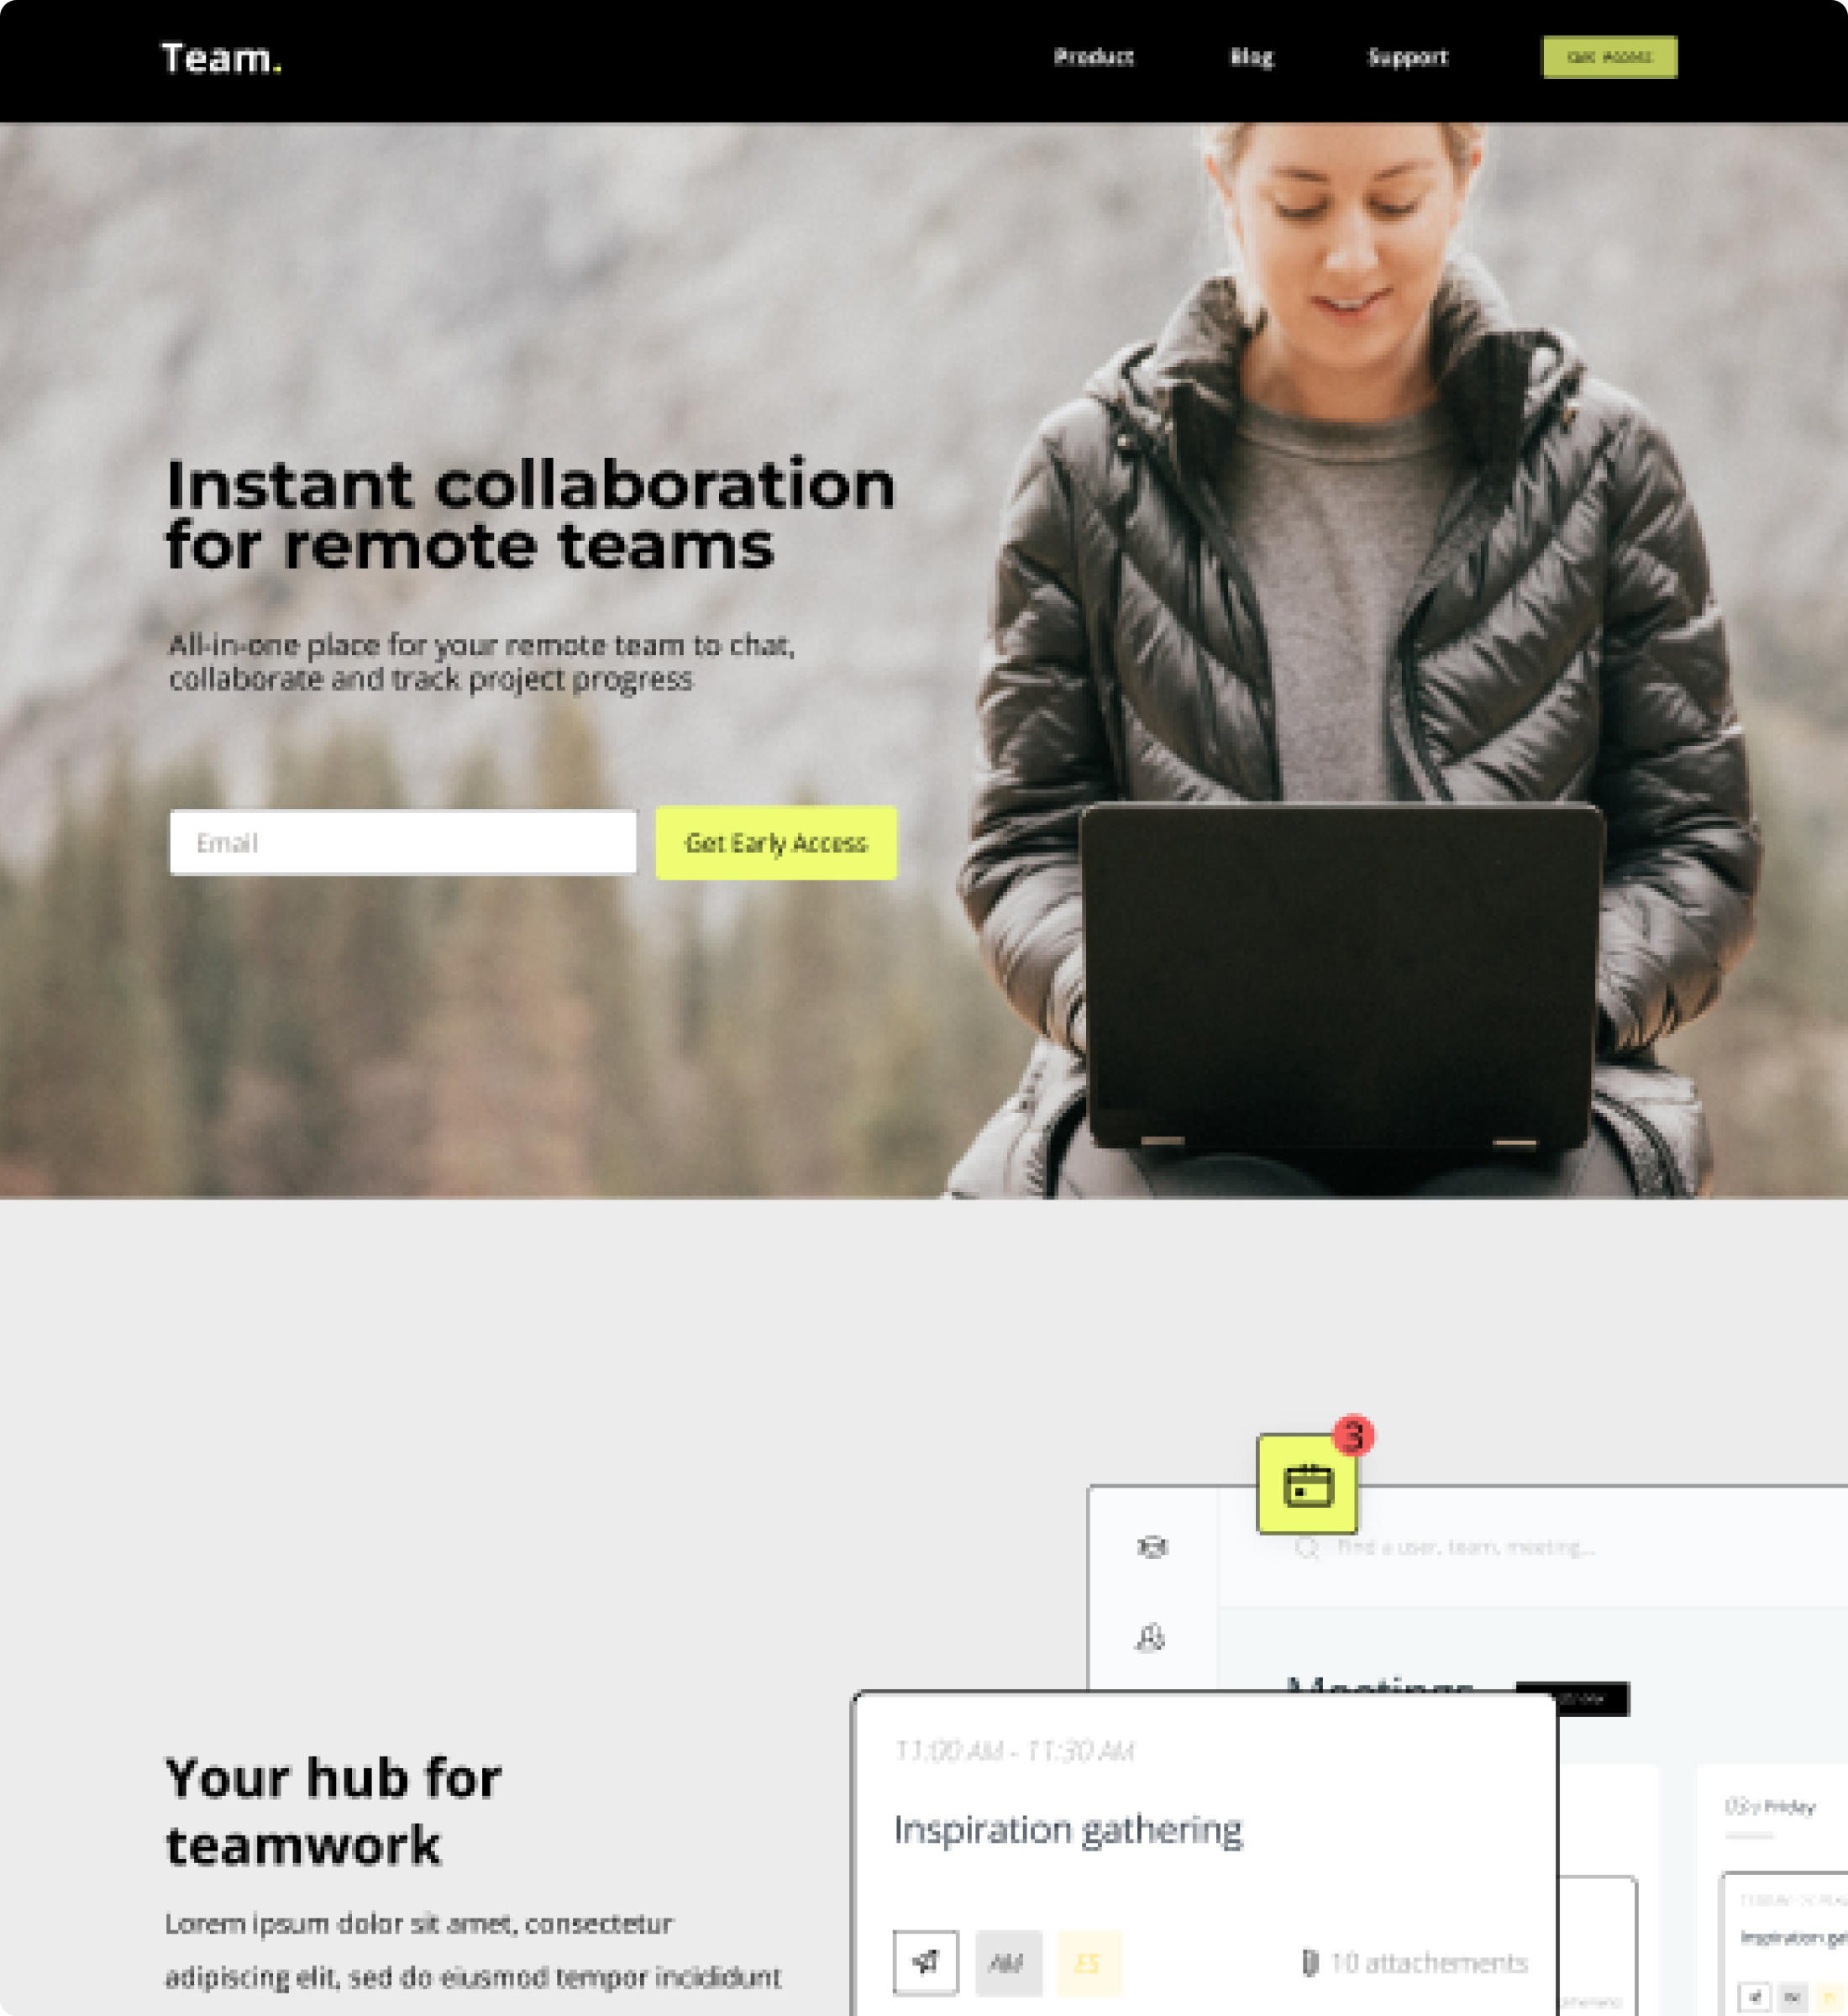 Team.
Product
Blog
Support
Get Access
Instant collaboration
for remote teams
All-in-one place for your remote team to chat,
collaborate and track project progress
Email
Get Early Access
3
Find a user, team, meeting...
Meetings
11:00 AM - 11:30 AM
Inspiration gathering
AM
ES
10 attachements
Friday
Inspiration
Your hub for
teamwork
Lorem ipsum dolor sit amet, consectetur
adipiscing elit, sed do eiusmod tempor incididunt